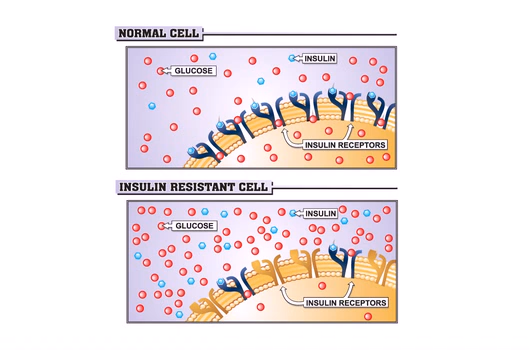 NORMAL CELL
INSULIN
GLUCOSE
INSULIN RECEPTORS
INSULIN RESISTANT CELL
INSULIN
GLUCOSE
INSULIN RECEPTORS